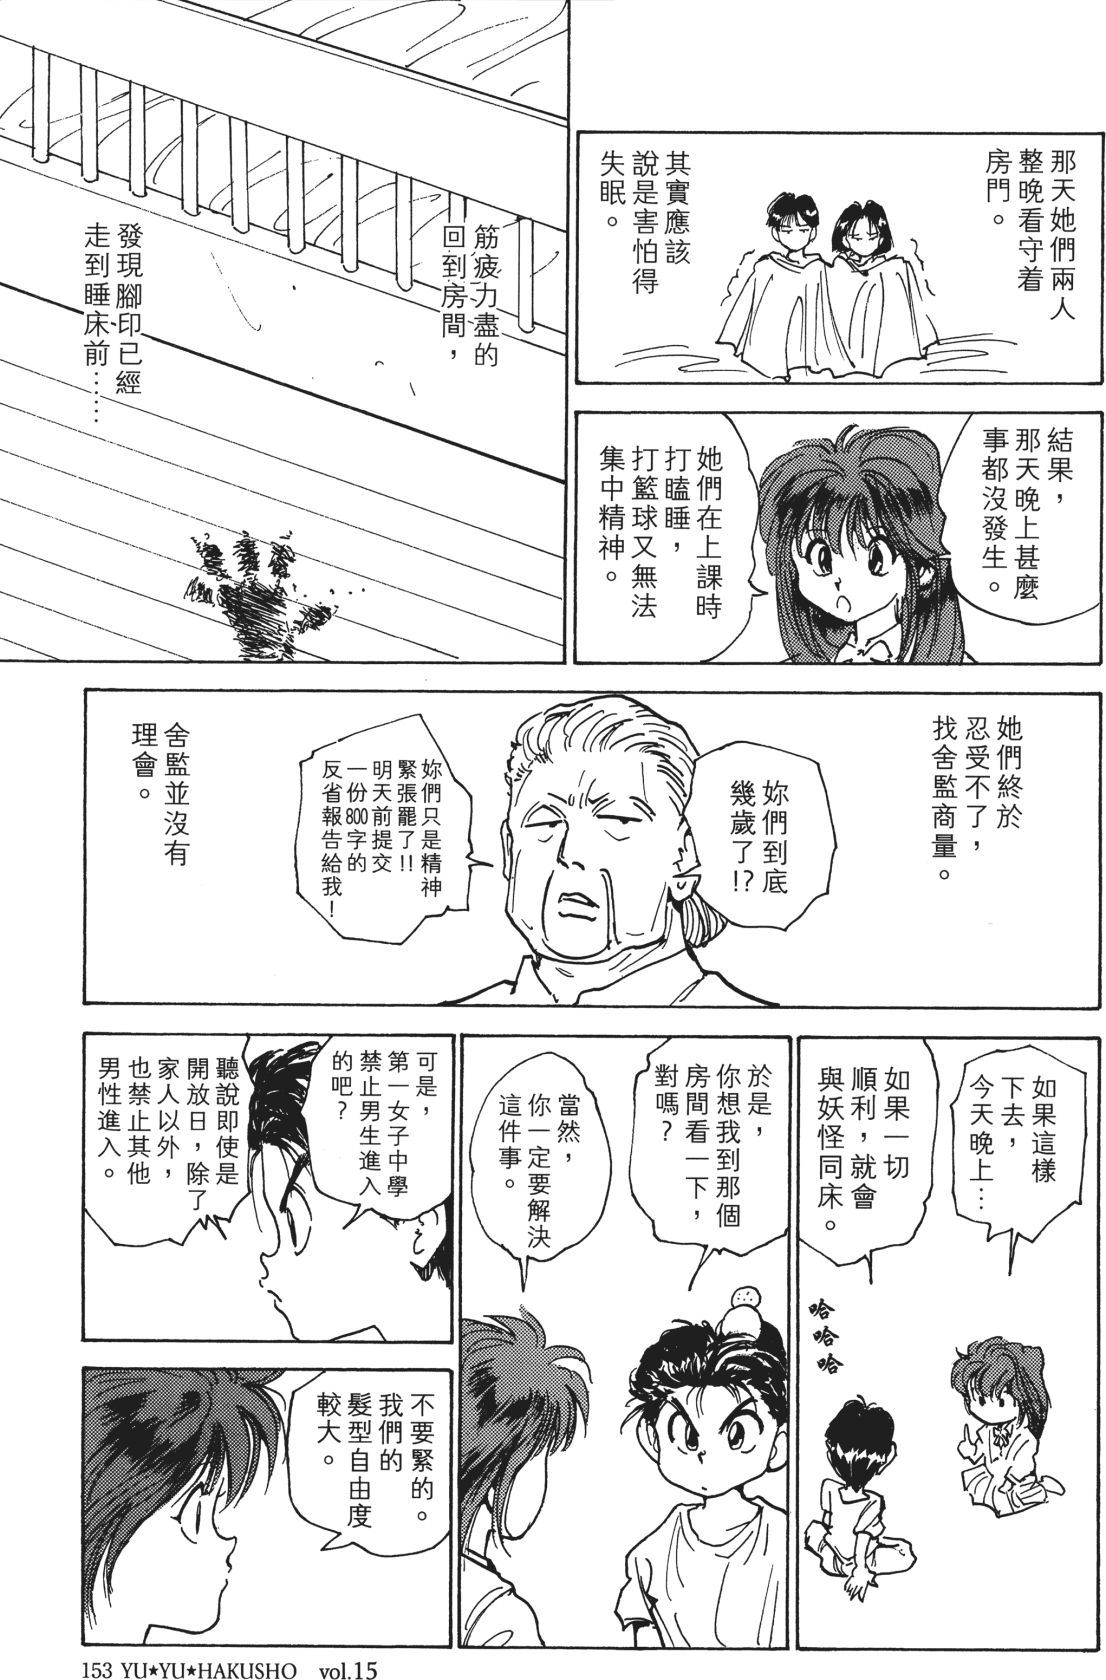 那天她們兩人
整晚看守着
房門。
其實應該
說是害怕得
失眠。
結果，
那天晚上甚麼
事都沒發生。
她們在上課時
打瞌睡，
打籃球又無法
集中精神。
筋疲力盡的
回到房間，
發現腳印已經
走到睡床前……
她們終於
忍受不了，
找舍監商量。
妳們到底
幾歲了!?
妳們只是精神
緊張罷了!!
明天前提交
一份800字的
反省報告給我！
舍監並沒有
理會。
如果這樣
下去，
今天晚上…
如果一切
順利，就會
與妖怪同床。
哈哈哈
於是，
你想我到那個
房間看一下，
對嗎？
當然，
你一定要解決
這件事。
可是，
第一女子中學
禁止男生進入
的吧？
聽說即使是
開放日，除了
家人以外，
也禁止其他
男性進入。
不要緊的。
我們的
髮型自由度
較大。
153 YU★YU★HAKUSHO vol.15